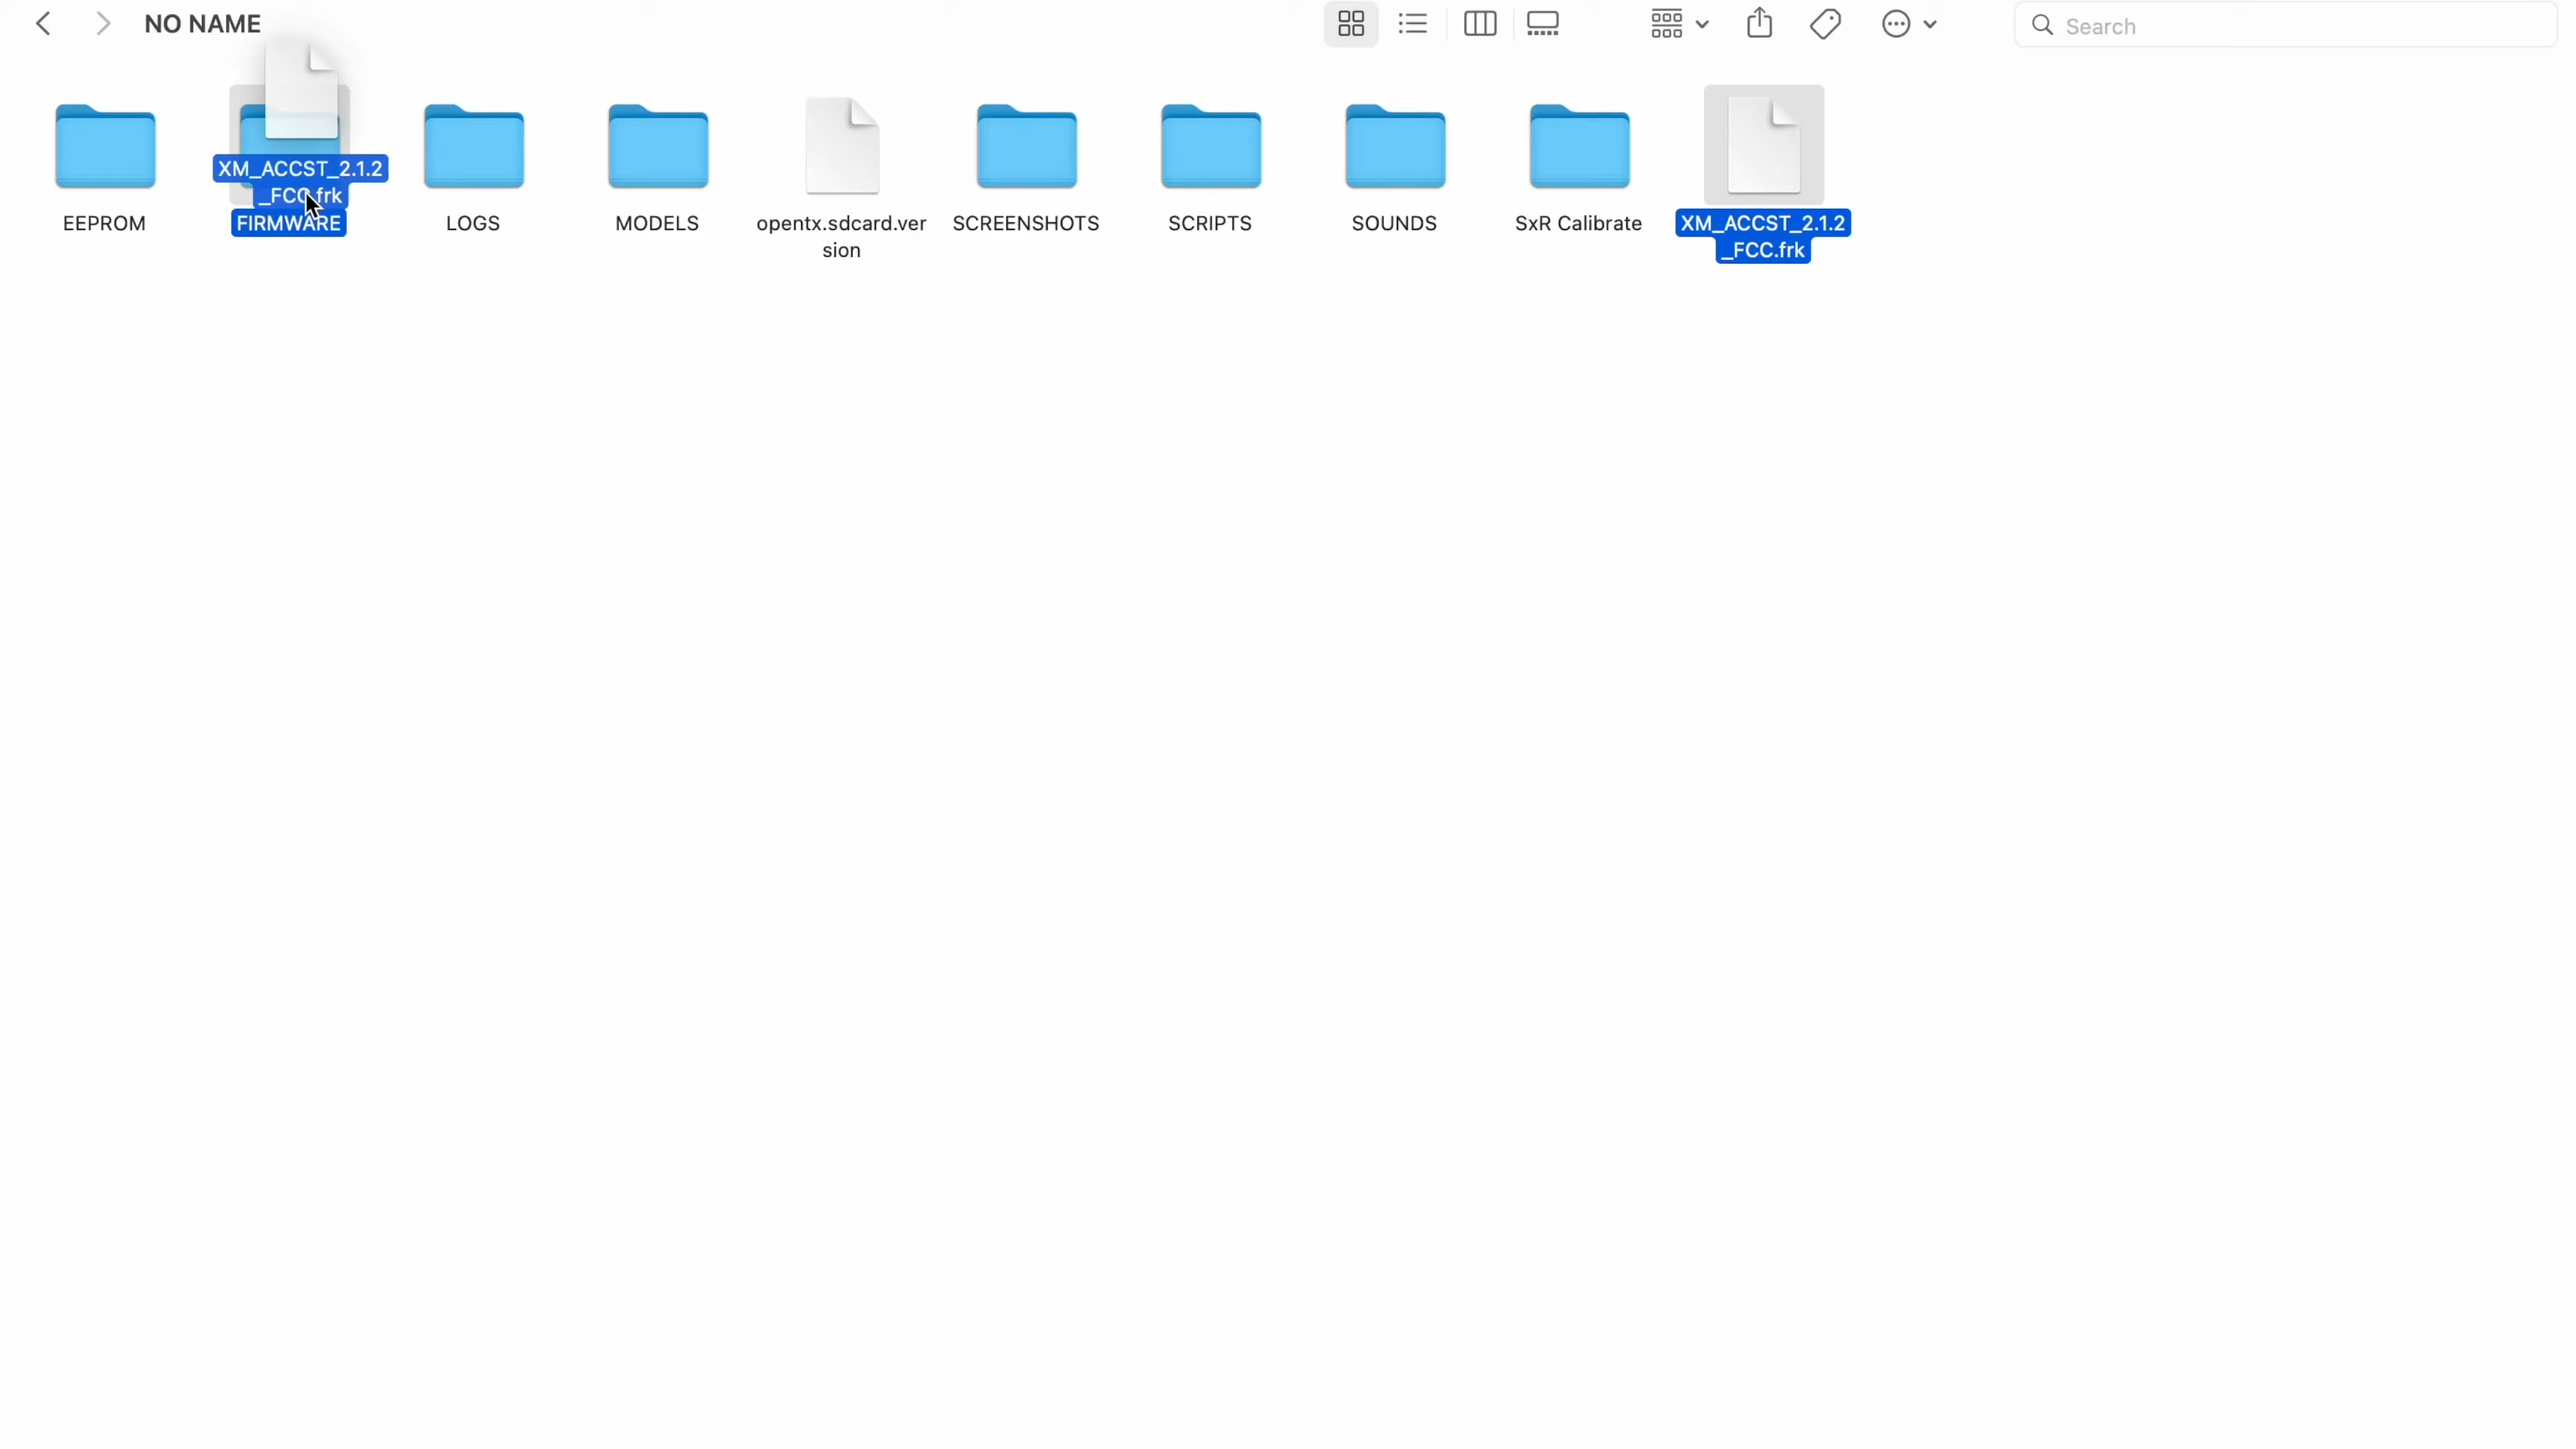 NO NAME
Search
EEPROM
XM_ACCST_2.1.2
_FCC.frk
FIRMWARE
LOGS
MODELS
opentx.sdcard.ver
sion
SCREENSHOTS
SCRIPTS
SOUNDS
SxR Calibrate
XM_ACCST_2.1.2
_FCC.frk